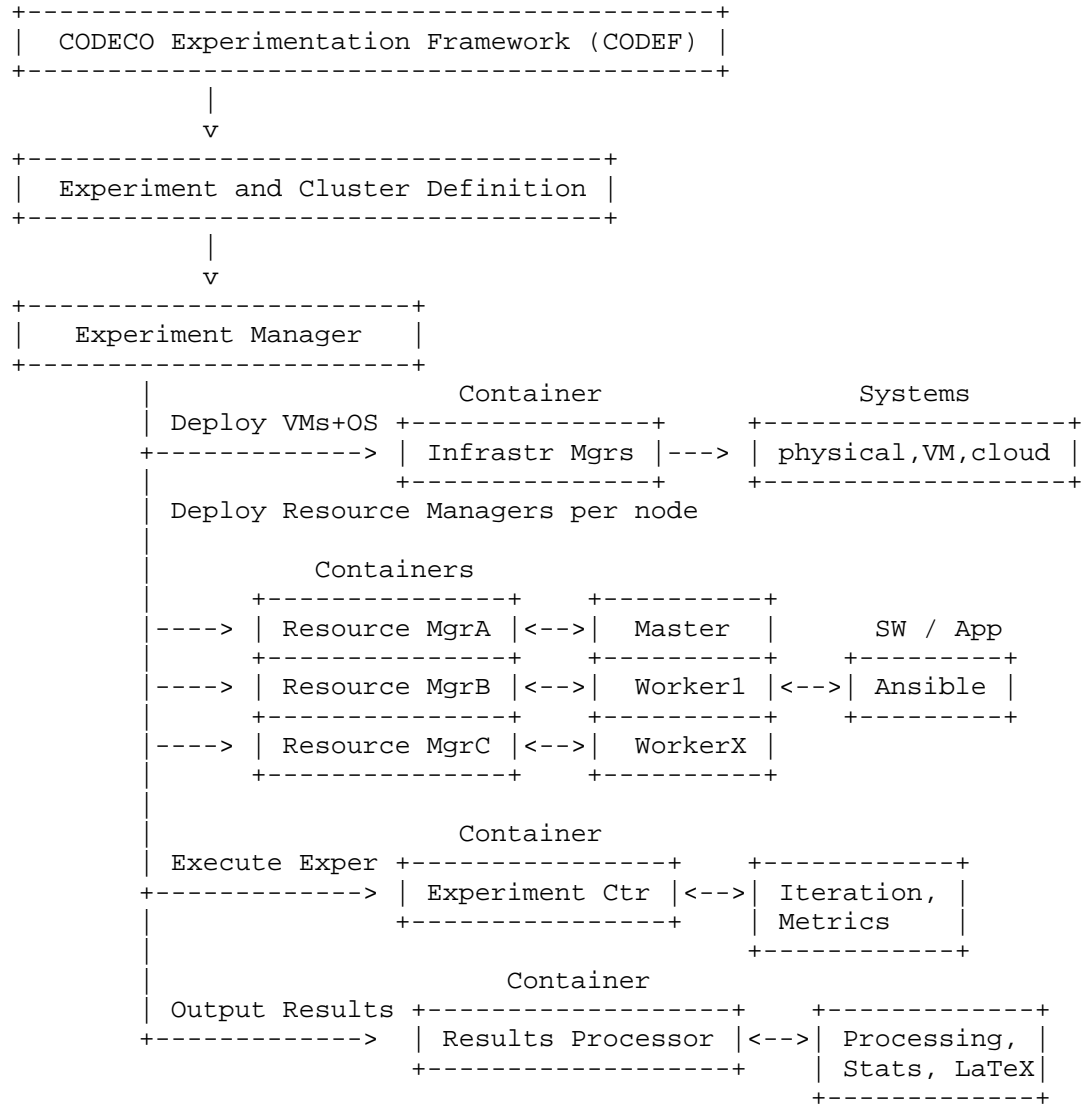 CODECO Experimentation Framework (CODEF)
Experiment and Cluster Definition
Experiment Manager
Container Systems
Deploy VMs+OS
Infrastr Mgrs physical,VM,cloud
Deploy Resource Managers per node
Containers
Resource MgrA Master SW / App
Resource MgrB Worker1 Ansible
Resource MgrC WorkerX
Container
Execute Exper
Experiment Ctr Iteration,
Metrics
Container
Output Results
Results Processor Processing,
Stats, LaTeX